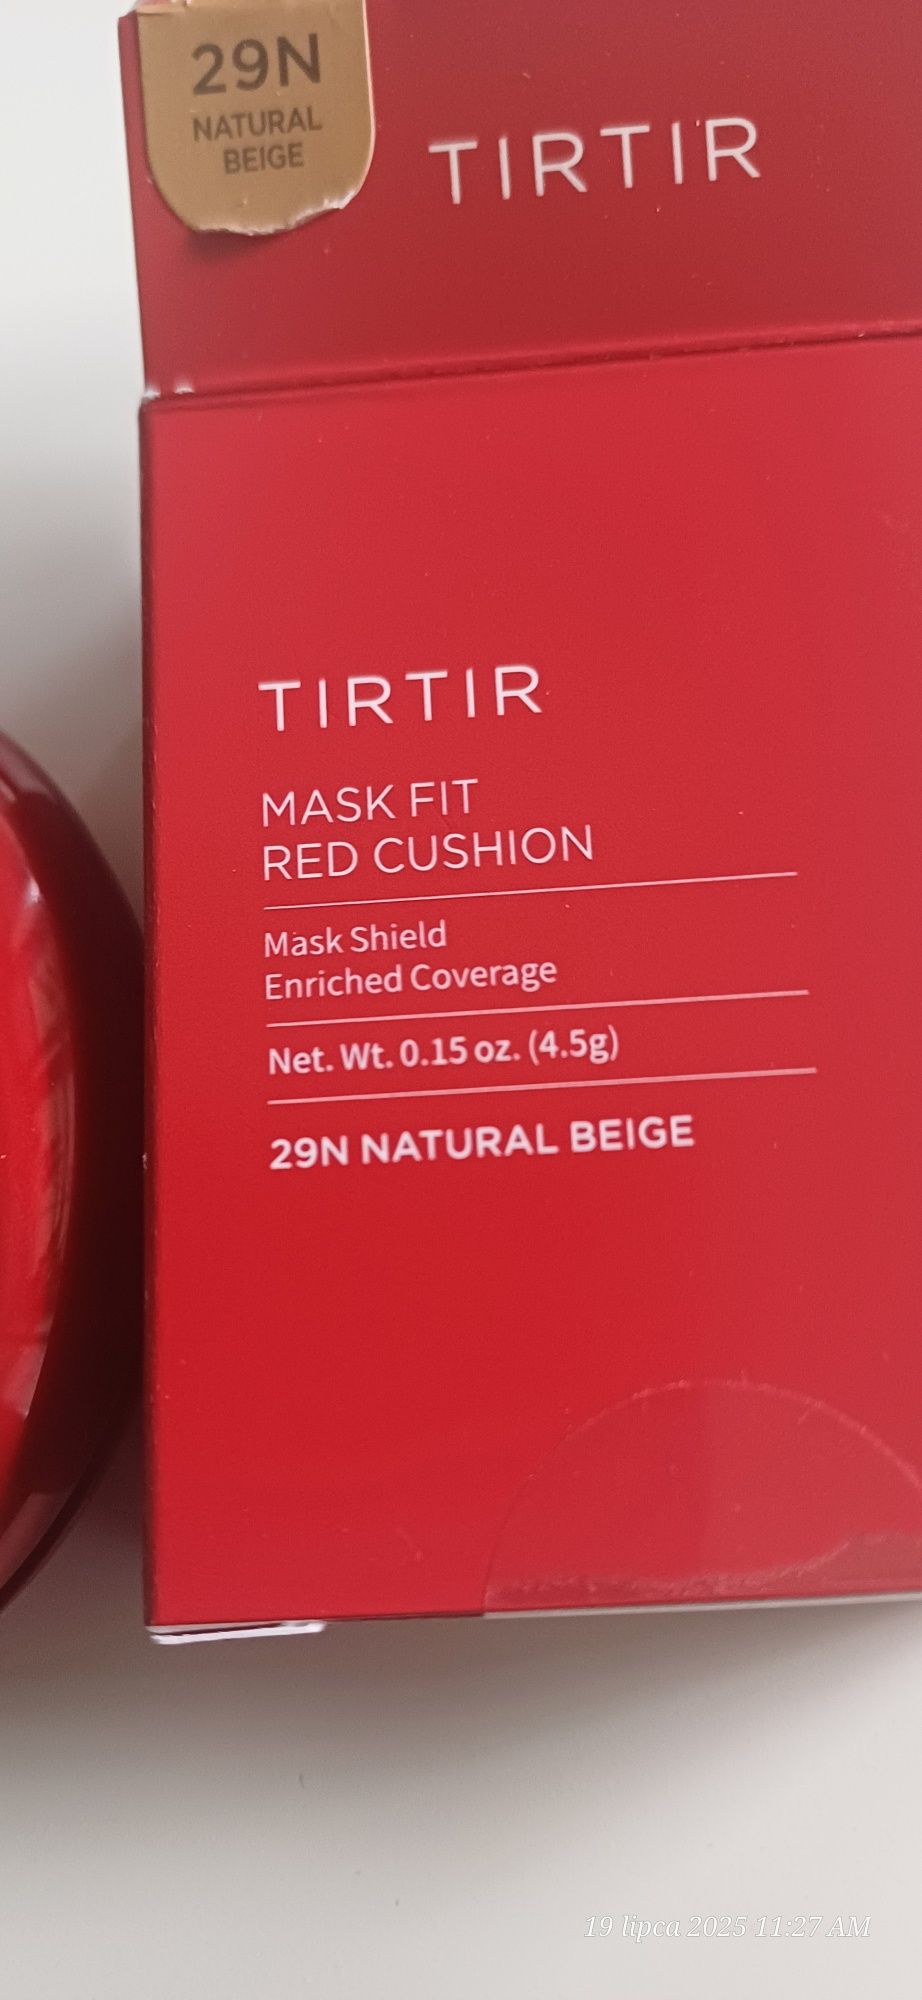 29N
NATURAL
BEIGE
TIRTIR
TIRTIR
MASK FIT
RED CUSHION
Mask Shield
Enriched Coverage
Net. Wt. 0.15 oz. (4.5g)
29N NATURAL BEIGE
19 lipca 2025 11:27 AM